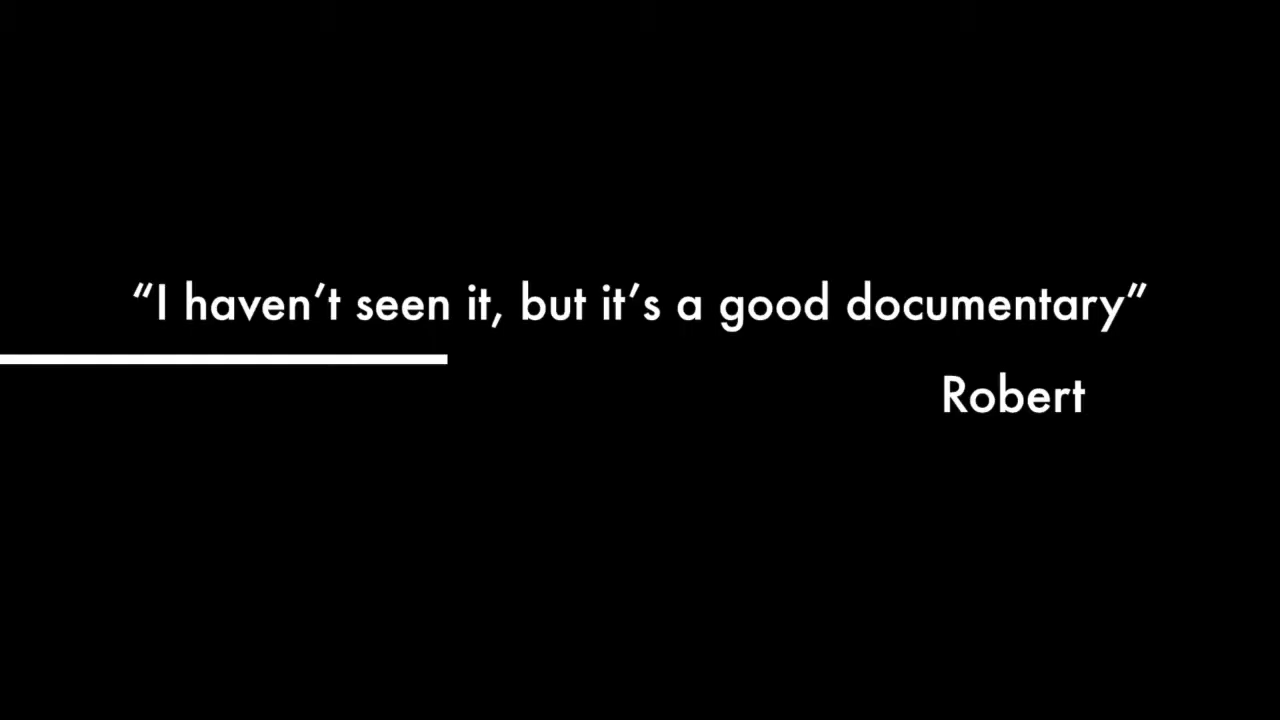 “I haven’t seen it, but it’s a good documentary”
Robert